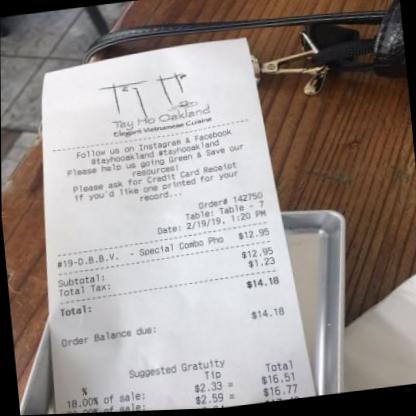 Tay Ho Oakland
Elegant Vietnamese Cuisine
Follow us on Instagram & Facebook
#tayhooakland #tayhooakland
Please help us going Green & Save our
resources!
Please ask for Credit Card Receipt
if you'd like one printed for your
record...
Order# 142750
Table: Table - 7
Date: 2/19/19, 1:20 PM
#19-D.B.B.V. - Special Combo Pho $12.95
Subtotal: $12.95
Total Tax: $1.23
Total: $14.18
Order Balance due: $14.18
Suggested Gratuity
% Tip Total
18.00% of sale: $2.33 = $16.51
of sale: $2.59 = $16.77